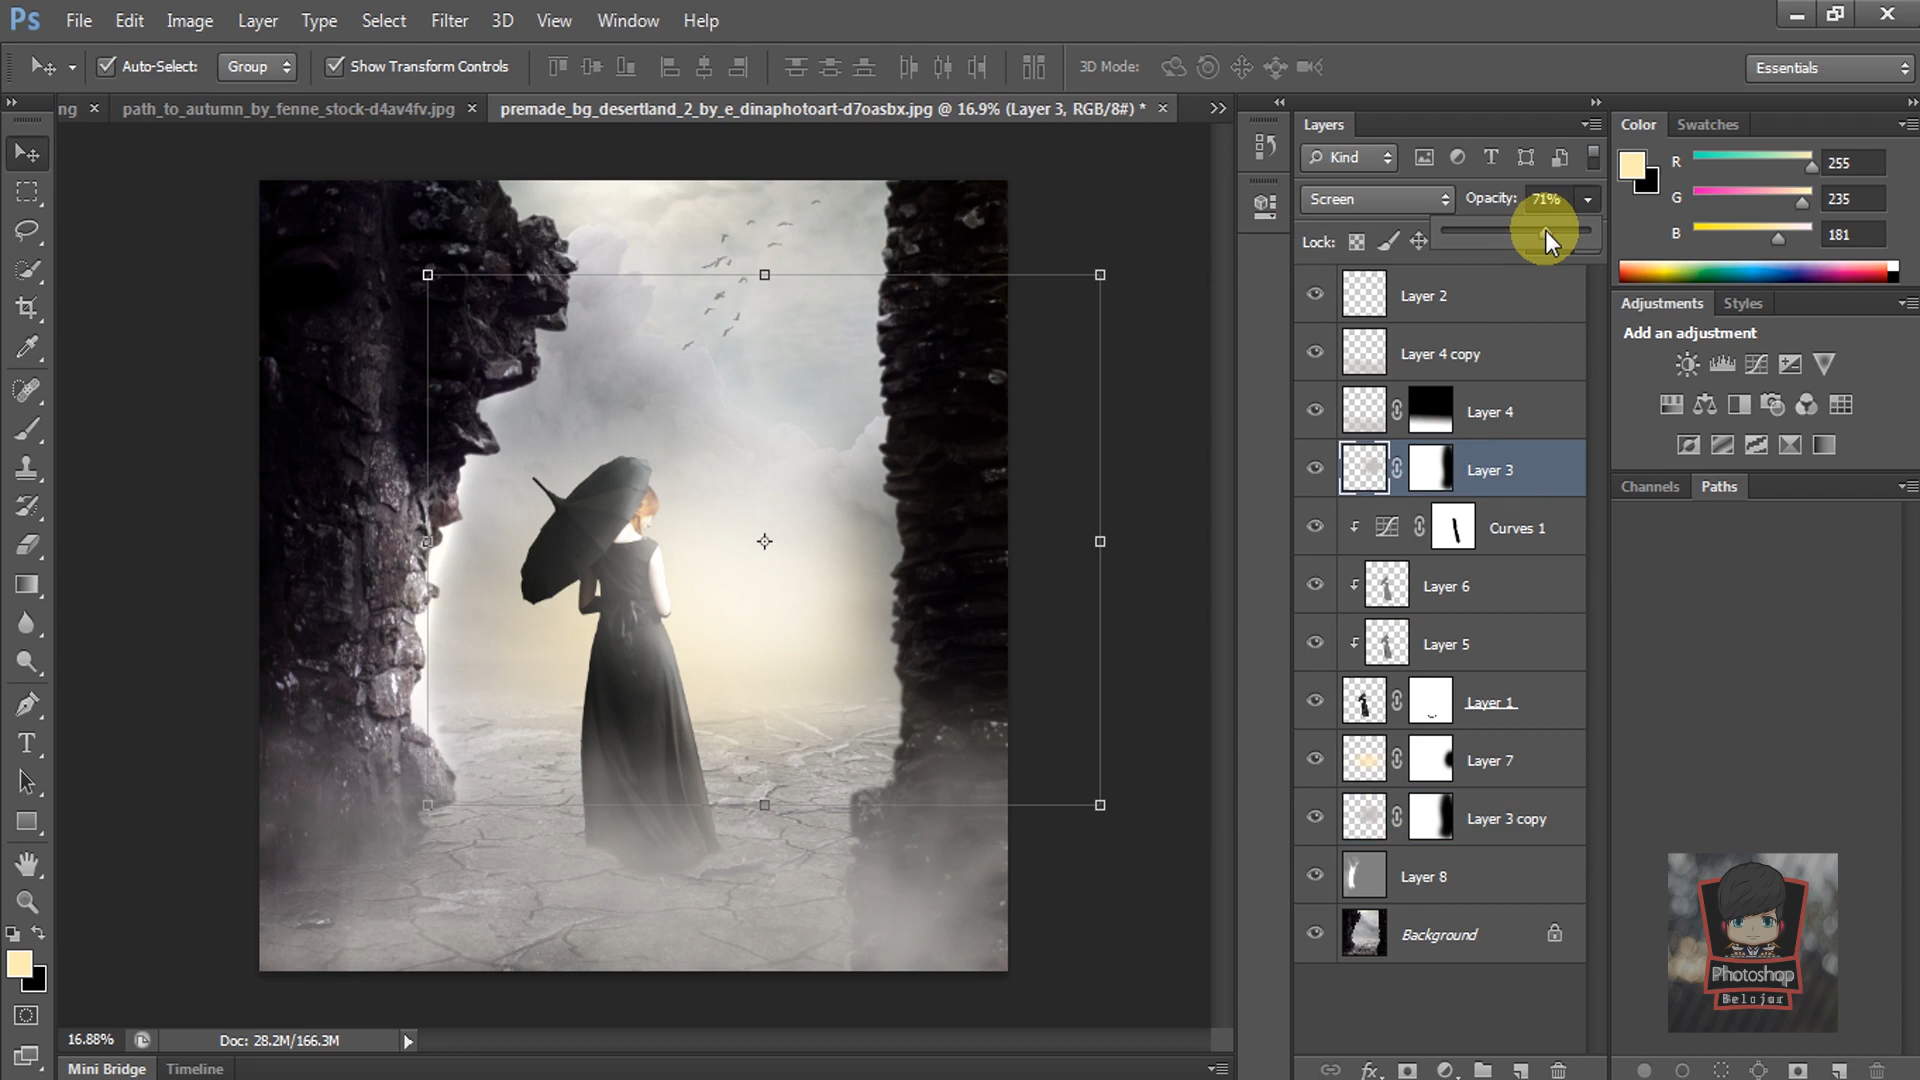 Ps File Edit Image Layer Type Select Filter 3D View Window Help
Auto-Select: Group Show Transform Controls 3D Mode: Essentials
ng × path_to_autumn_by_fenne_stock-d4av4fv.jpg × premade_bg_desertland_2_by_e_dinaphotoart-d7oasbx.jpg @ 16.9% (Layer 3, RGB/8#) * ×
Layers
Kind
Screen Opacity: 71%
Lock:
Layer 2
Layer 4 copy
Layer 4
Layer 3
Curves 1
Layer 6
Layer 5
Layer 1
Layer 7
Layer 3 copy
Layer 8
Background
Color Swatches
R 255
G 235
B 181
Adjustments Styles
Add an adjustment
Channels Paths
Photoshop
Belajar
16.88% Doc: 28.2M/166.3M
Mini Bridge Timeline